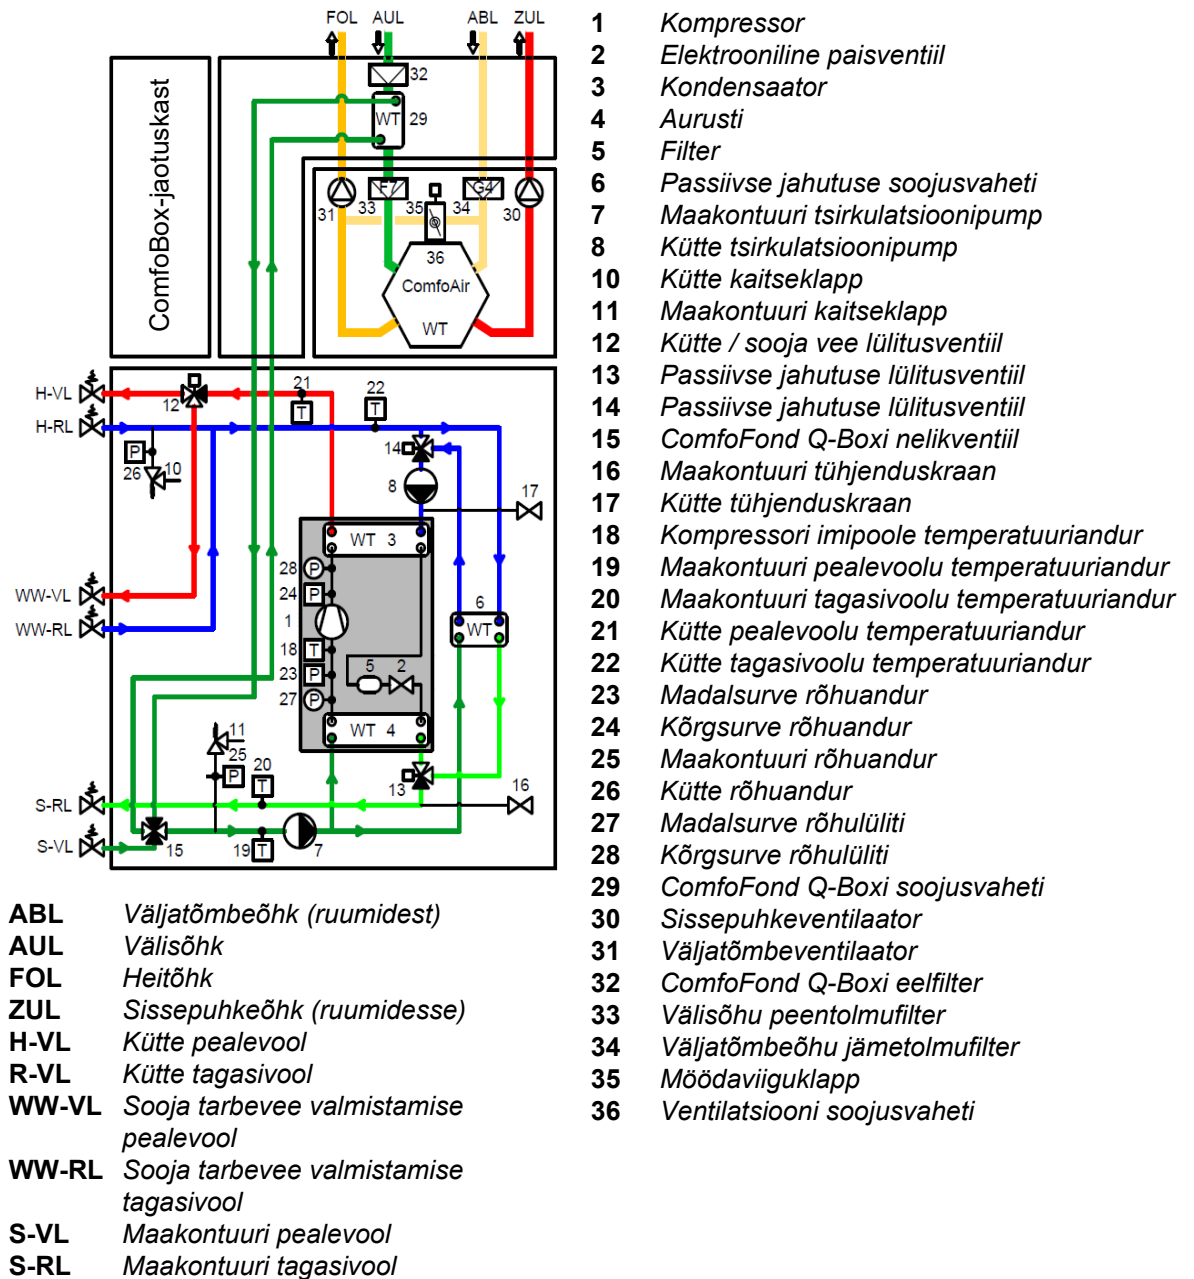 FOL AUL ABL ZUL
32
WT 29
ComfoBox-jaotuskast
F7 G4
31 33 35 34 30
36
ComfoAir
WT
H-VL
12
21
T
22
T
H-RL
P
26 10
14
8
17
WT 3
28 P
24 P
1
18 T
23 P
27 P
5 2
WT 4
6
WT
WW-VL
WW-RL
11
25
P
20
T
13
16
S-RL
S-VL
15
19 T
7
1 Kompressor
2 Elektrooniline paisventiil
3 Kondensaator
4 Aurusti
5 Filter
6 Passiivse jahutuse soojusvaheti
7 Maakontuuri tsirkulatsioonipump
8 Kütte tsirkulatsioonipump
10 Kütte kaitseklapp
11 Maakontuuri kaitseklapp
12 Kütte / sooja vee lülitusventiil
13 Passiivse jahutuse lülitusventiil
14 Passiivse jahutuse lülitusventiil
15 ComfoFond Q-Boxi nelikventiil
16 Maakontuuri tühjenduskraan
17 Kütte tühjenduskraan
18 Kompressori imipoole temperatuuriandur
19 Maakontuuri pealevoolu temperatuuriandur
20 Maakontuuri tagasivoolu temperatuuriandur
21 Kütte pealevoolu temperatuuriandur
22 Kütte tagasivoolu temperatuuriandur
23 Madalsurve rõhuandur
24 Kõrgsurve rõhuandur
25 Maakontuuri rõhuandur
26 Kütte rõhuandur
27 Madalsurve rõhulüliti
28 Kõrgsurve rõhulüliti
29 ComfoFond Q-Boxi soojusvaheti
30 Sissepuhkeventilaator
31 Väljatõmbeventilaator
32 ComfoFond Q-Boxi eelfilter
33 Välisõhu peentolmufilter
34 Väljatõmbeõhu jämetolmufilter
35 Möödaviiguklapp
36 Ventilatsiooni soojusvaheti
ABL Väljatõmbeõhk (ruumidest)
AUL Välisõhk
FOL Heitõhk
ZUL Sissepuhkeõhk (ruumidesse)
H-VL Kütte pealevool
R-VL Kütte tagasivool
WW-VL Sooja tarbevee valmistamise
pealevool
WW-RL Sooja tarbevee valmistamise
tagasivool
S-VL Maakontuuri pealevool
S-RL Maakontuuri tagasivool